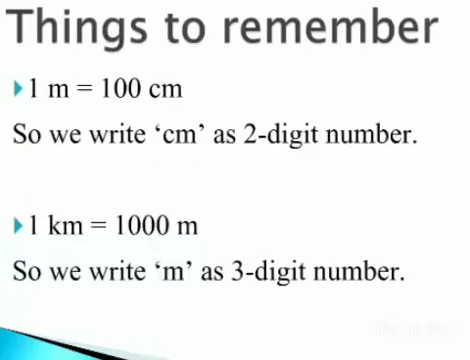 Things to remember
1 m = 100 cm
So we write ‘cm’ as 2-digit number.
1 km = 1000 m
So we write ‘m’ as 3-digit number.